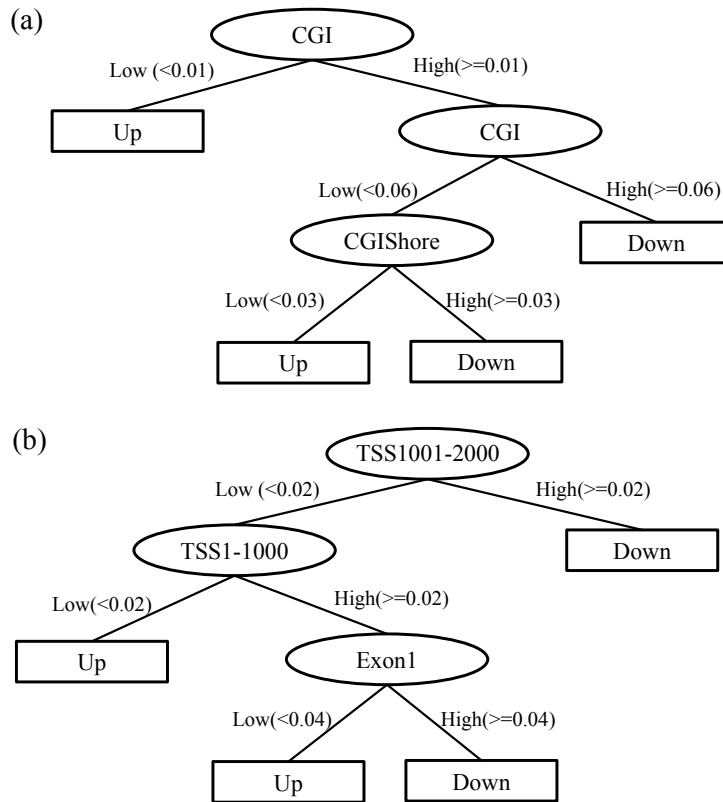 (a)
CGI
Low (<0.01)
High(>=0.01)
Up
CGI
Low(<0.06)
High(>=0.06)
CGIShore
Down
Low(<0.03)
High(>=0.03)
Up
Down
(b)
TSS1001-2000
Low (<0.02)
High(>=0.02)
TSS1-1000
Down
Low(<0.02)
High(>=0.02)
Up
Exon1
Low(<0.04)
High(>=0.04)
Up
Down